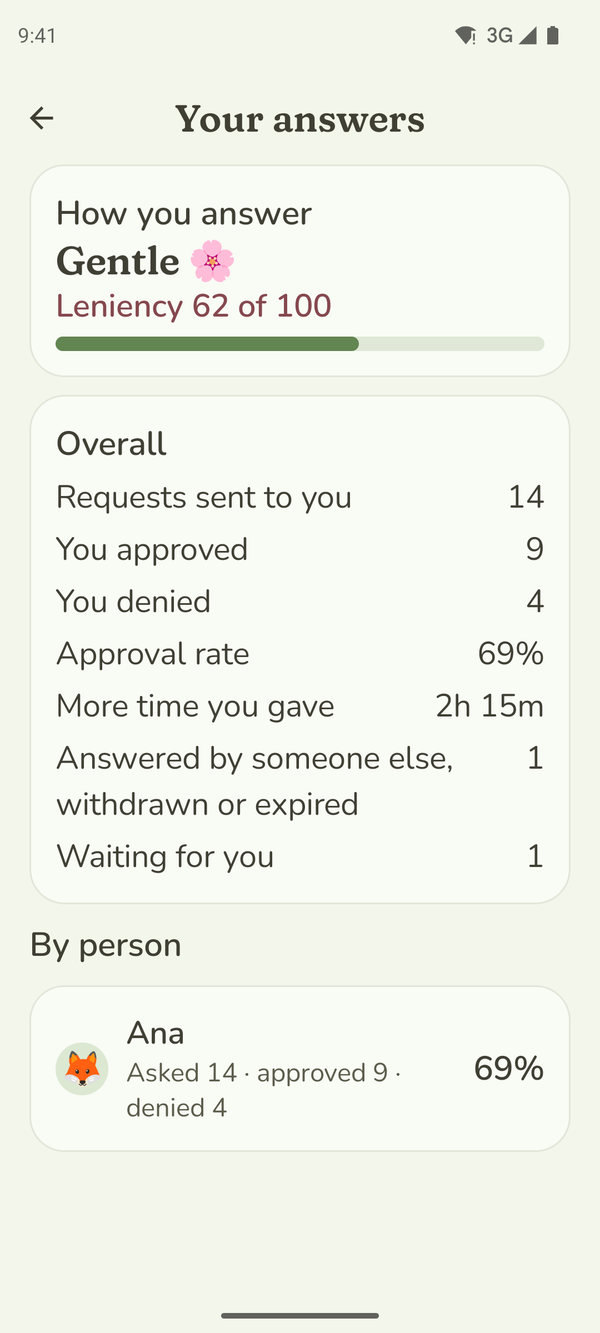 9:41
3G
Your answers
How you answer
Gentle 🌸
Leniency 62 of 100
Overall
Requests sent to you 14
You approved 9
You denied 4
Approval rate 69%
More time you gave 2h 15m
Answered by someone else, 1
withdrawn or expired
Waiting for you 1
By person
Ana
Asked 14 · approved 9 ·
denied 4
69%